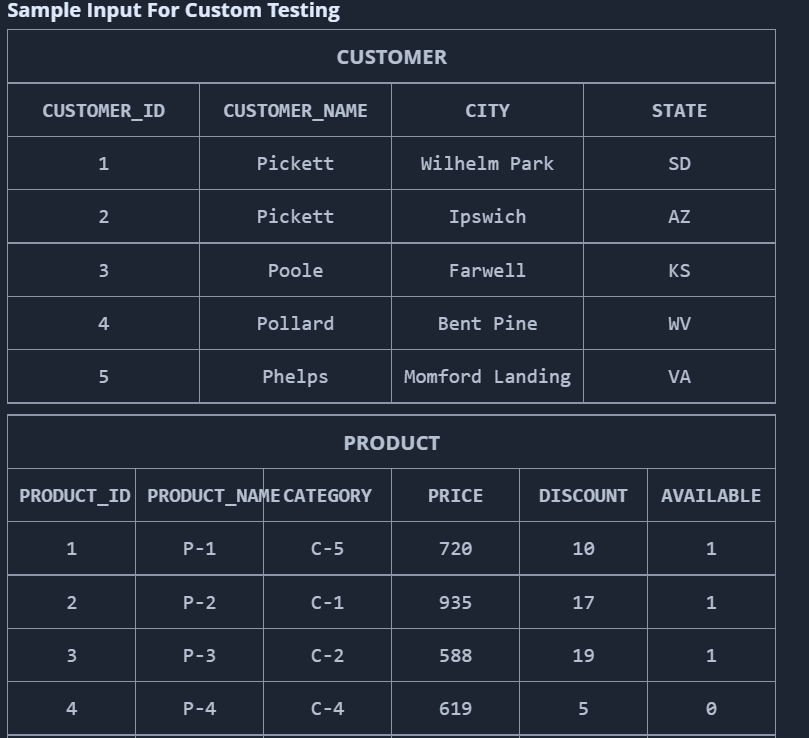 Sample Input For Custom Testing
CUSTOMER
CUSTOMER_ID CUSTOMER_NAME CITY STATE
1 Pickett Wilhelm Park SD
2 Pickett Ipswich AZ
3 Poole Farwell KS
4 Pollard Bent Pine WV
5 Phelps Momford Landing VA
PRODUCT
PRODUCT_ID PRODUCT_NAME CATEGORY PRICE DISCOUNT AVAILABLE
1 P-1 C-5 720 10 1
2 P-2 C-1 935 17 1
3 P-3 C-2 588 19 1
4 P-4 C-4 619 5 0